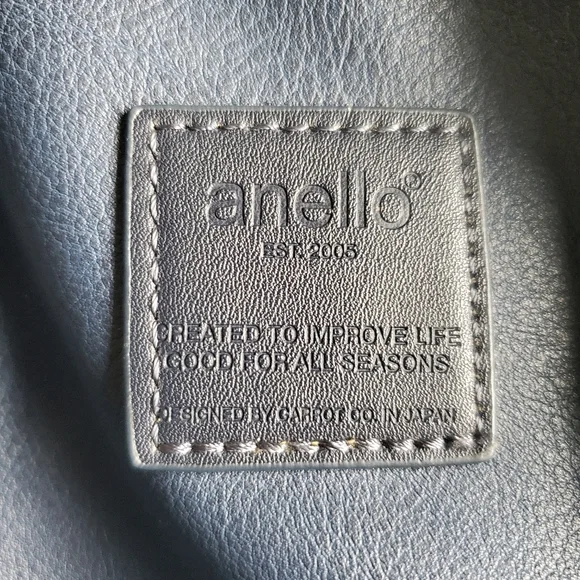 anello
EST. 2005
CREATED TO IMPROVE LIFE
GOOD FOR ALL SEASONS
DESIGNED BY CARROT CO. IN JAPAN